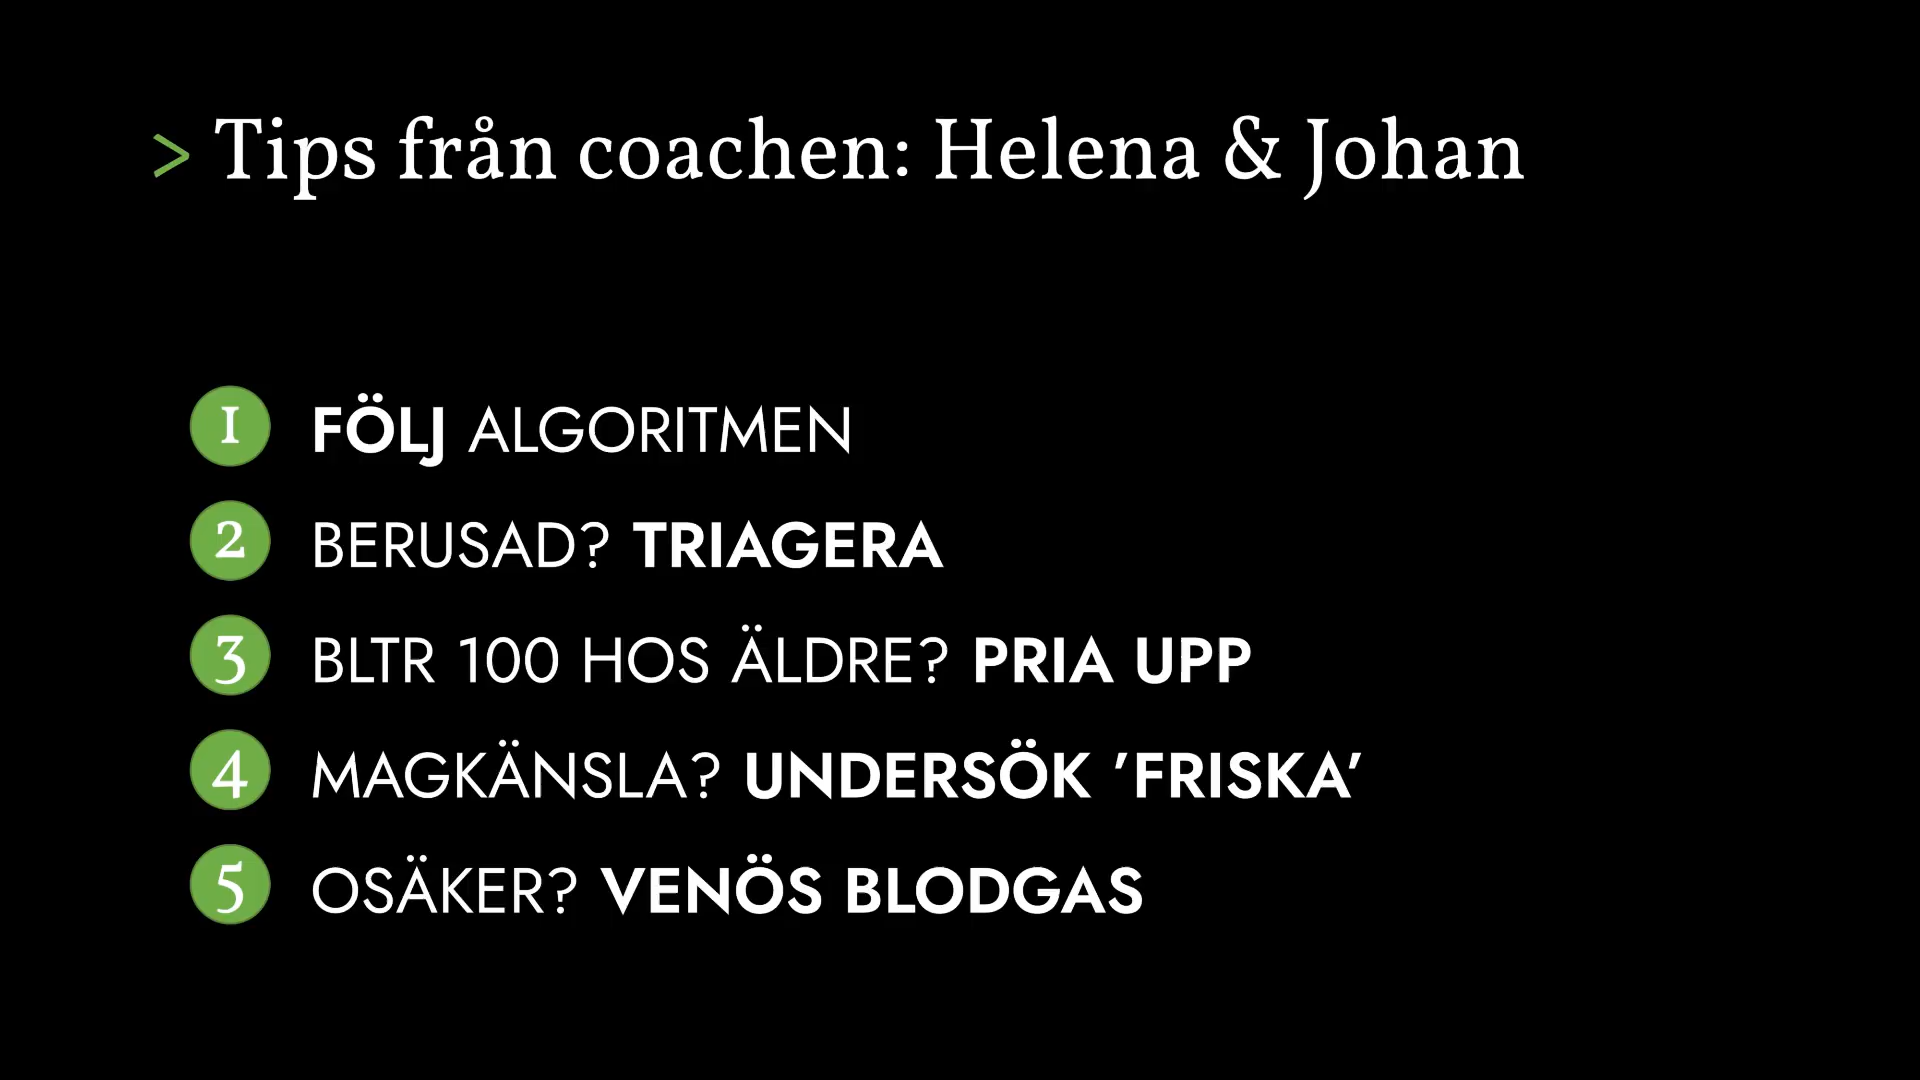 > Tips från coachen: Helena & Johan
1 FÖLJ ALGORITMEN
2 BERUSAD? TRIAGERA
3 BLTR 100 HOS ÄLDRE? PRIA UPP
4 MAGKÄNSLA? UNDERSÖK ’FRISKA’
5 OSÄKER? VENÖS BLODGAS